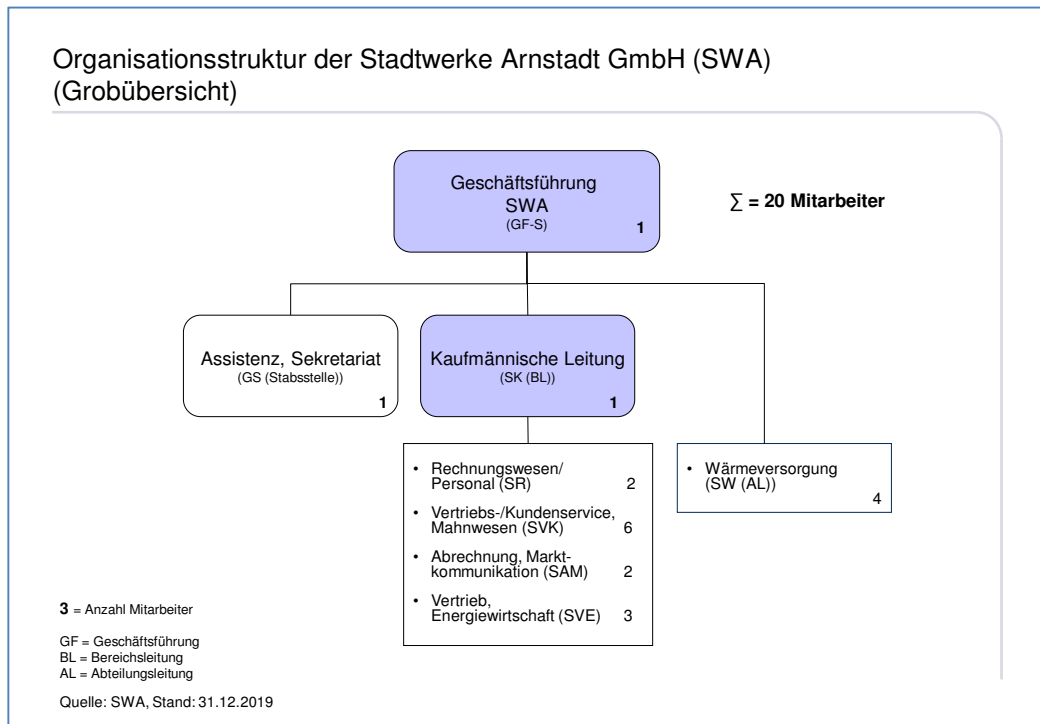 Organisationsstruktur der Stadtwerke Arnstadt GmbH (SWA)
(Grobübersicht)
Geschäftsführung
SWA
(GF-S)
1
∑ = 20 Mitarbeiter
Assistenz, Sekretariat
(GS (Stabsstelle))
1
Kaufmännische Leitung
(SK (BL))
1
• Rechnungswesen/
Personal (SR) 2
• Vertriebs-/Kundenservice,
Mahnwesen (SVK) 6
• Abrechnung, Markt-
kommunikation (SAM) 2
• Vertrieb,
Energiewirtschaft (SVE) 3
• Wärmeversorgung
(SW (AL))
4
3 = Anzahl Mitarbeiter
GF = Geschäftsführung
BL = Bereichsleitung
AL = Abteilungsleitung
Quelle: SWA, Stand: 31.12.2019